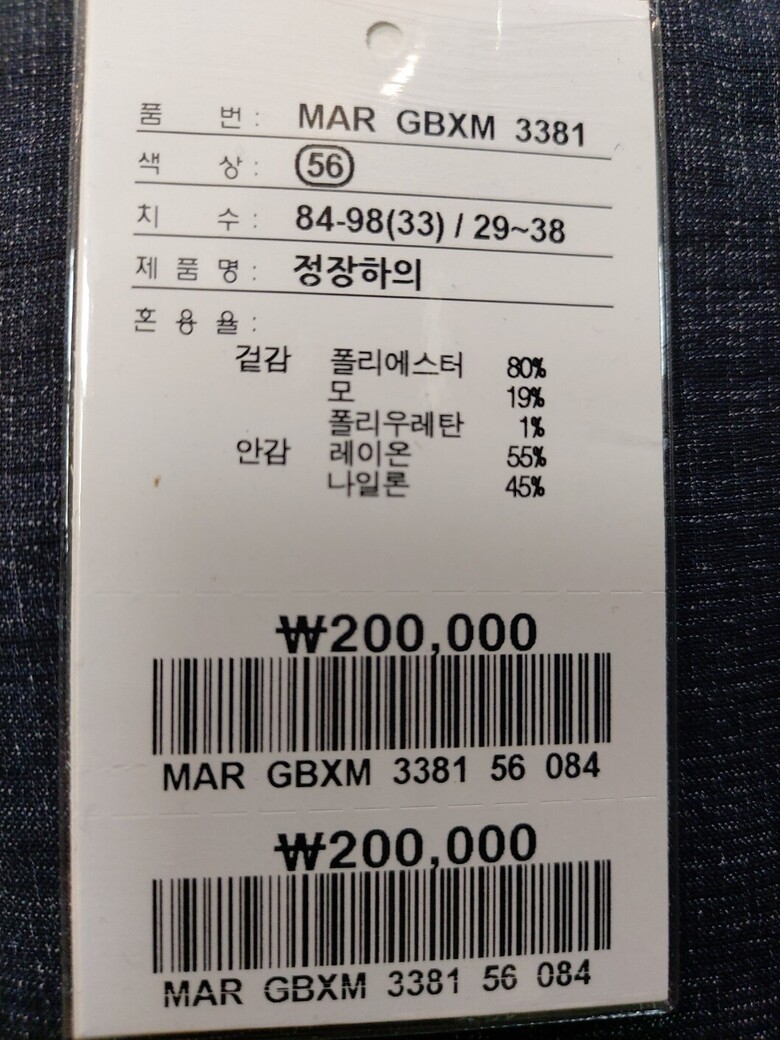 품 번 : MAR GBXM 3381
색 상 : 56
치 수 : 84-98(33) / 29~38
제 품 명 : 정장하의
혼 용 율 :
겉감 폴리에스터 80%
모 19%
폴리우레탄 1%
안감 레이온 55%
나일론 45%
₩200,000
MAR GBXM 3381 56 084
₩200,000
MAR GBXM 3381 56 084